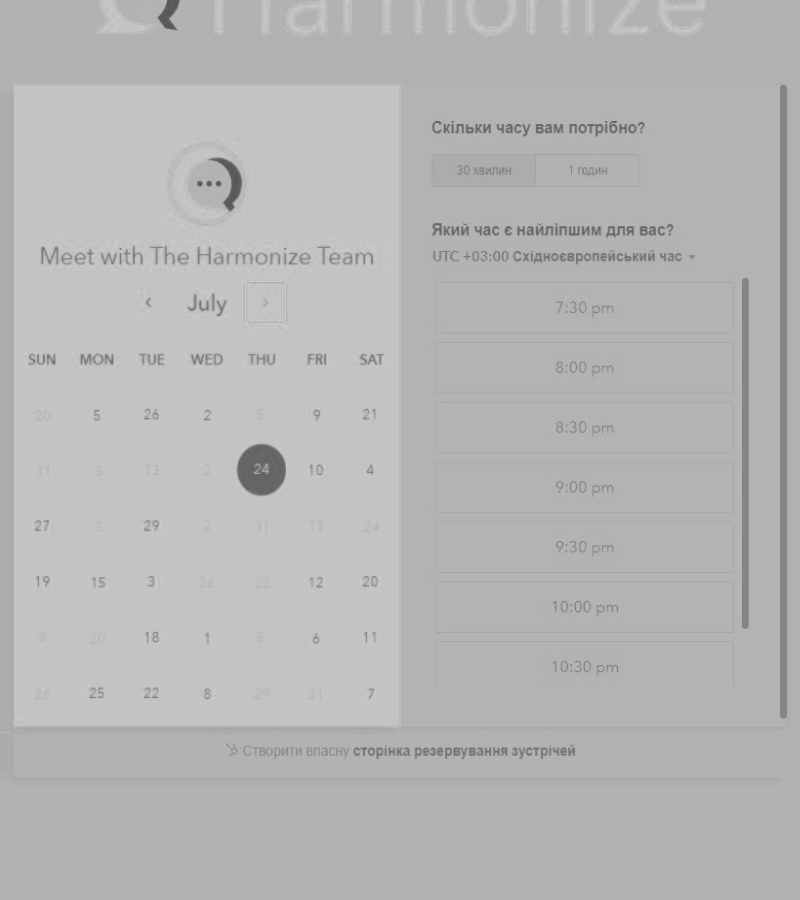 Harmonize
Meet with The Harmonize Team
July
SUN MON TUE WED THU FRI SAT
20 5 26 2 5 9 21
31 3 13 2 24 10 4
27 3 29 2 31 13 24
19 15 3 26 22 12 20
8 20 18 1 5 6 11
26 25 22 8 29 21 7
Скільки часу вам потрібно?
30 хвилин 1 годин
Який час є найліпшим для вас?
UTC +03:00 Східноєвропейський час
7:30 pm
8:00 pm
8:30 pm
9:00 pm
9:30 pm
10:00 pm
10:30 pm
Створити власну сторінка резервування зустрічей